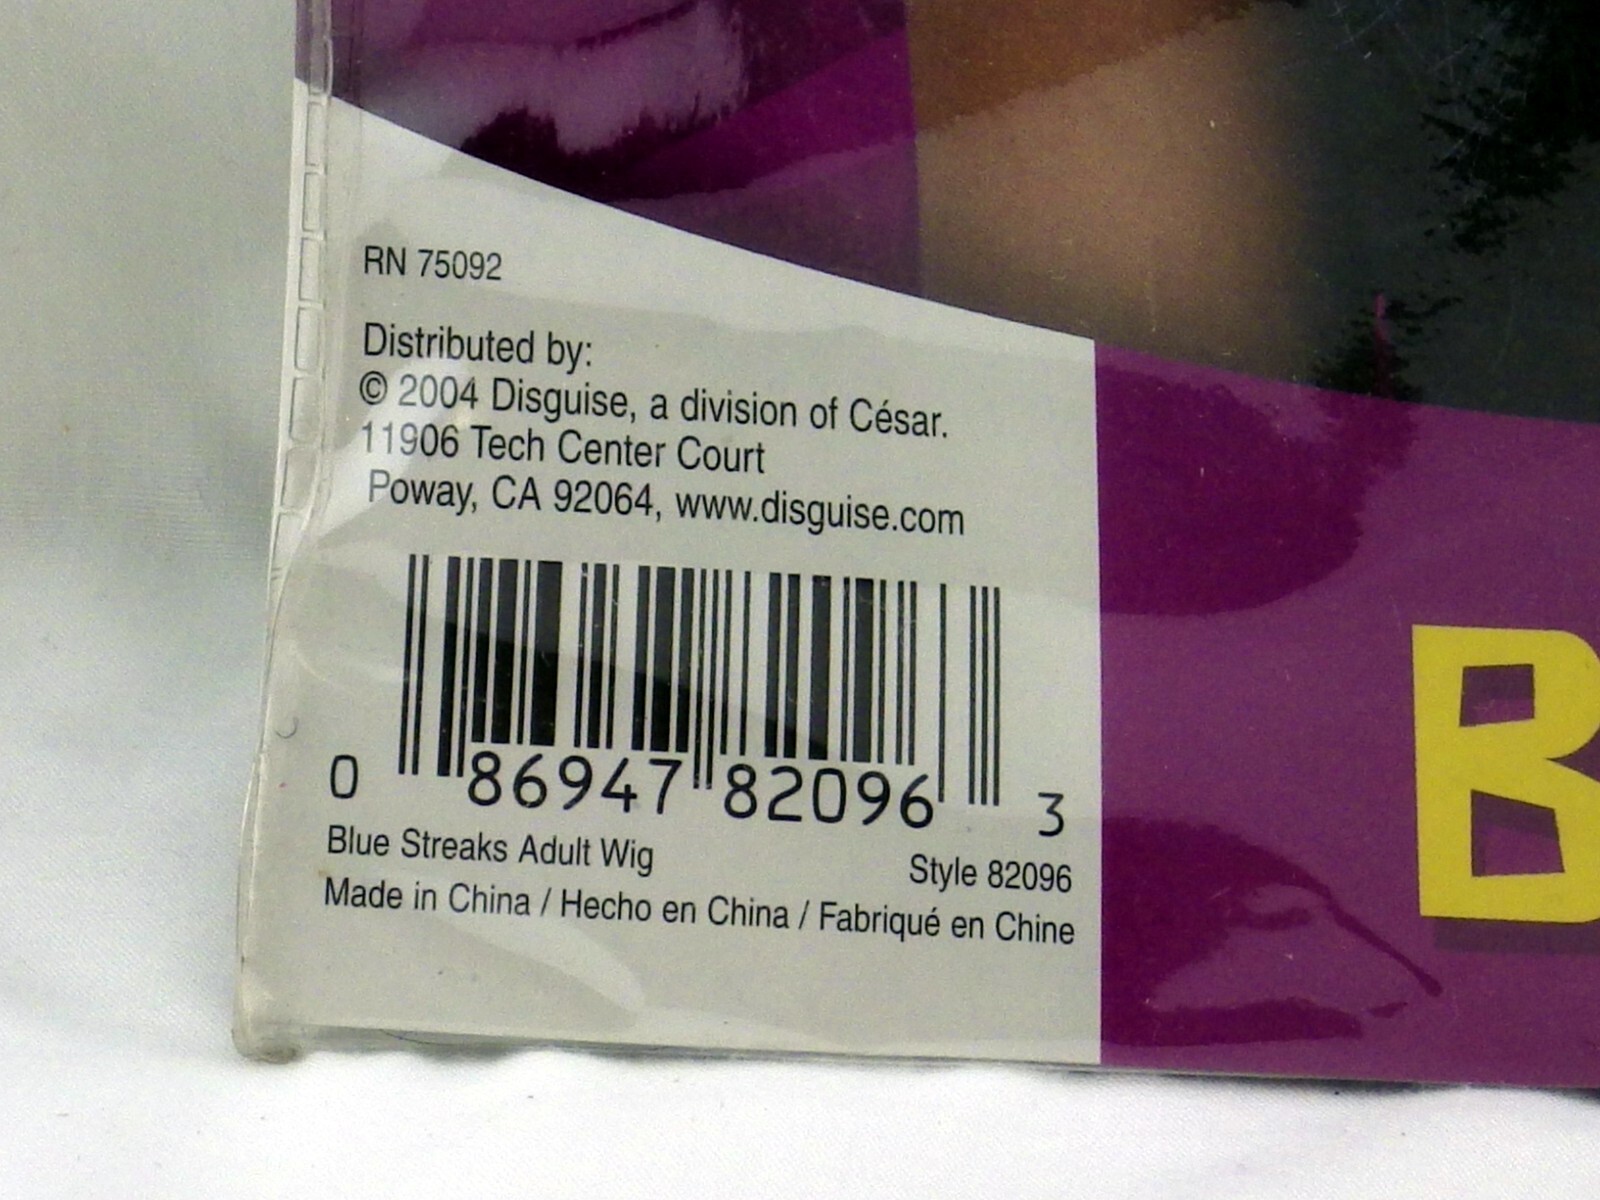 RN 75092
Distributed by:
© 2004 Disguise, a division of César.
11906 Tech Center Court
Poway, CA 92064, www.disguise.com
0 86947 82096 3
Blue Streaks Adult Wig Style 82096
Made in China / Hecho en China / Fabriqué en Chine
B